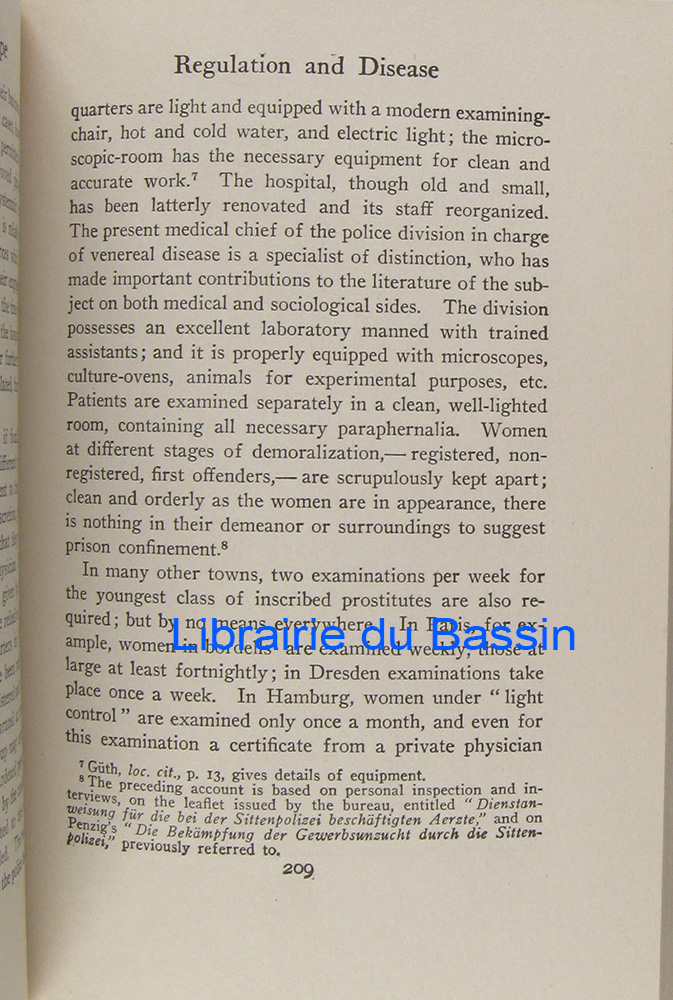 Regulation and Disease
quarters are light and equipped with a modern examining-
chair, hot and cold water, and electric light; the micro-
scopic-room has the necessary equipment for clean and
accurate work.⁷ The hospital, though old and small,
has been latterly renovated and its staff reorganized.
The present medical chief of the police division in charge
of venereal disease is a specialist of distinction, who has
made important contributions to the literature of the sub-
ject on both medical and sociological sides. The division
possesses an excellent laboratory manned with trained
assistants; and it is properly equipped with microscopes,
culture-ovens, animals for experimental purposes, etc.
Patients are examined separately in a clean, well-lighted
room, containing all necessary paraphernalia. Women
at different stages of demoralization,— registered, non-
registered, first offenders,— are scrupulously kept apart;
clean and orderly as the women are in appearance, there
is nothing in their demeanor or surroundings to suggest
prison confinement.⁸
In many other towns, two examinations per week for
the youngest class of inscribed prostitutes are also re-
quired; but by no means everywhere. In Paris, for ex-
ample, women in bordells are examined weekly, those at
large at least fortnightly; in Dresden examinations take
place once a week. In Hamburg, women under "light
control" are examined only once a month, and even for
this examination a certificate from a private physician
⁷ Güth, loc. cit., p. 13, gives details of equipment.
⁸ The preceding account is based on personal inspection and in-
terviews, on the leaflet issued by the bureau, entitled "Dienstan-
weisung für die bei der Sittenpolizei beschäftigten Aerzte," and on
Penzig's "Die Bekämpfung der Gewerbsunzucht durch die Sitten-
polizei," previously referred to.
209
Librairie du Bassin